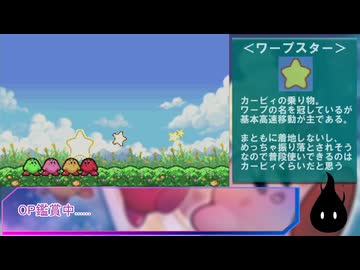 ＜ワープスター＞
カービィの乗り物。
ワープの名を冠しているが
基本高速移動が主である。
まともに着地しないし、
めっちゃ振り落とされそう
なので普段使いできるのは
カービィくらいだと思う
OP鑑賞中……